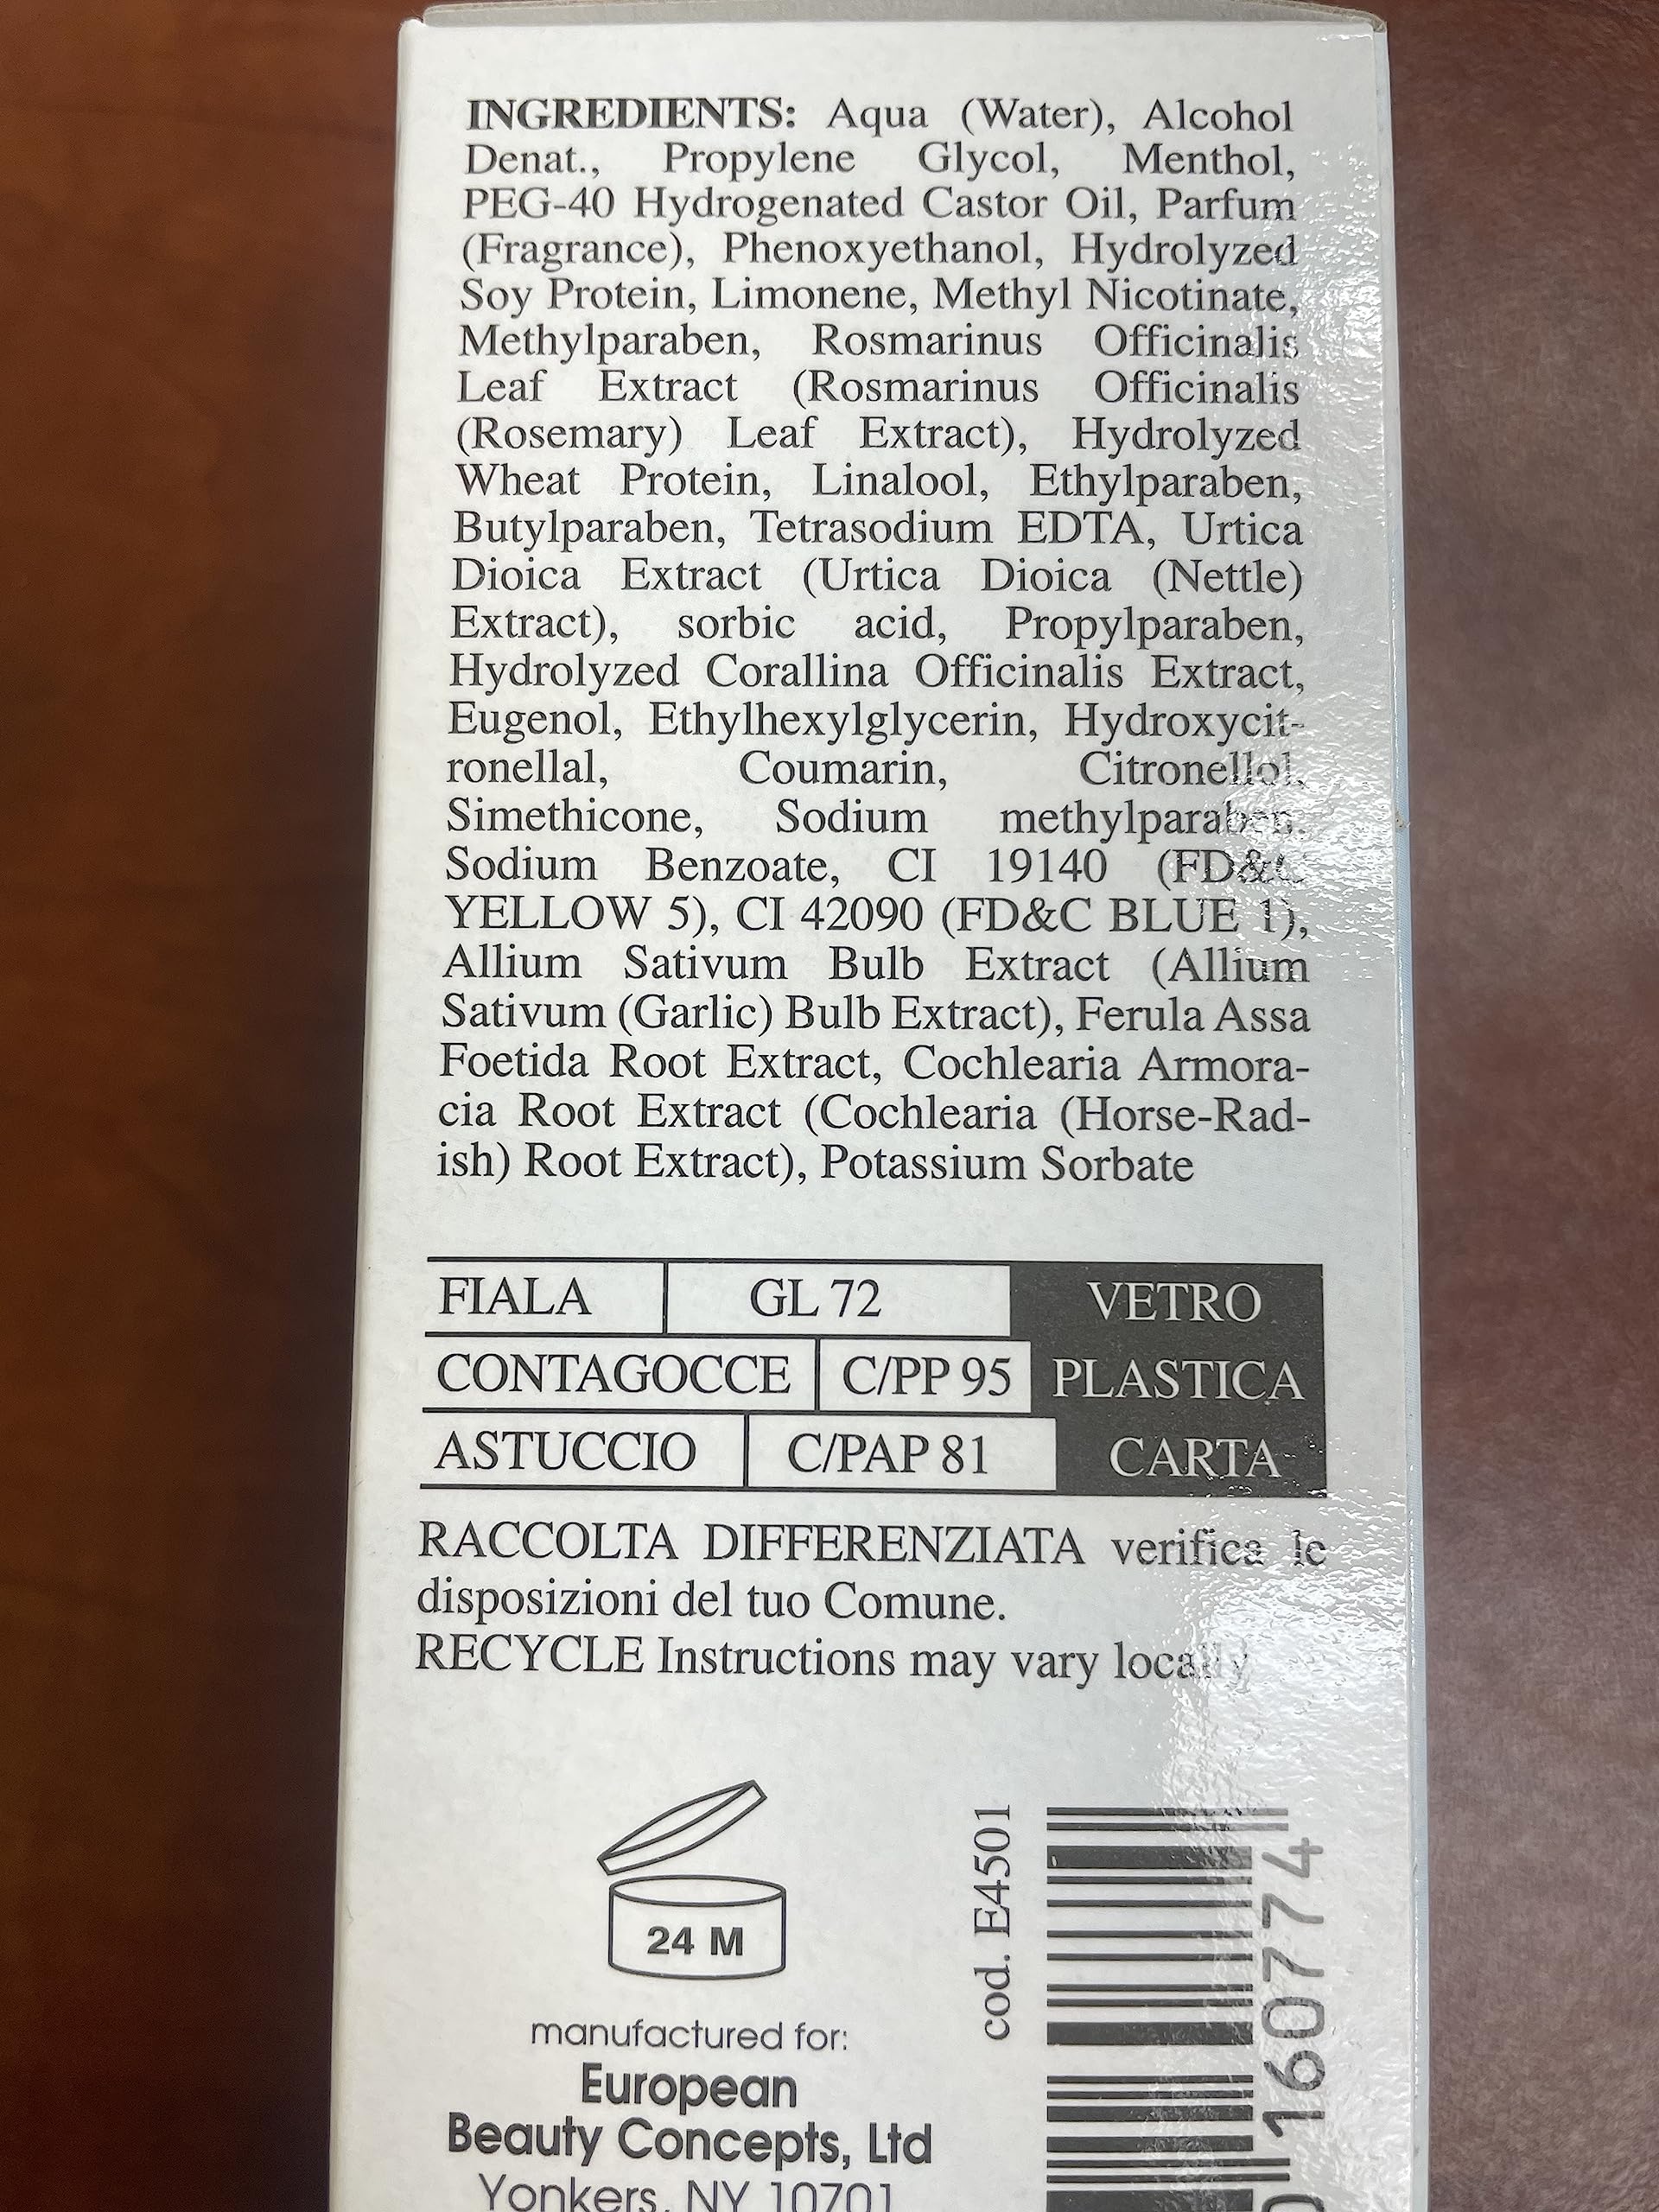 INGREDIENTS: Aqua (Water), Alcohol
Denat., Propylene Glycol, Menthol,
PEG-40 Hydrogenated Castor Oil, Parfum
(Fragrance), Phenoxyethanol, Hydrolyzed
Soy Protein, Limonene, Methyl Nicotinate,
Methylparaben, Rosmarinus Officinalis
Leaf Extract (Rosmarinus Officinalis
(Rosemary) Leaf Extract), Hydrolyzed
Wheat Protein, Linalool, Ethylparaben,
Butylparaben, Tetrasodium EDTA, Urtica
Dioica Extract (Urtica Dioica (Nettle)
Extract), sorbic acid, Propylparaben,
Hydrolyzed Corallina Officinalis Extract,
Eugenol, Ethylhexylglycerin, Hydroxycit-
ronellal, Coumarin, Citronellol,
Simethicone, Sodium methylparaben,
Sodium Benzoate, CI 19140 (FD&C
YELLOW 5), CI 42090 (FD&C BLUE 1),
Allium Sativum Bulb Extract (Allium
Sativum (Garlic) Bulb Extract), Ferula Assa
Foetida Root Extract, Cochlearia Armora-
cia Root Extract (Cochlearia (Horse-Rad-
ish) Root Extract), Potassium Sorbate
FIALA GL 72 VETRO
CONTAGOCCE C/PP 95 PLASTICA
ASTUCCIO C/PAP 81 CARTA
RACCOLTA DIFFERENZIATA verifica le
disposizioni del tuo Comune.
RECYCLE Instructions may vary locally
24 M
cod. E4501
160774
manufactured for:
European
Beauty Concepts, Ltd
Yonkers, NY 10701